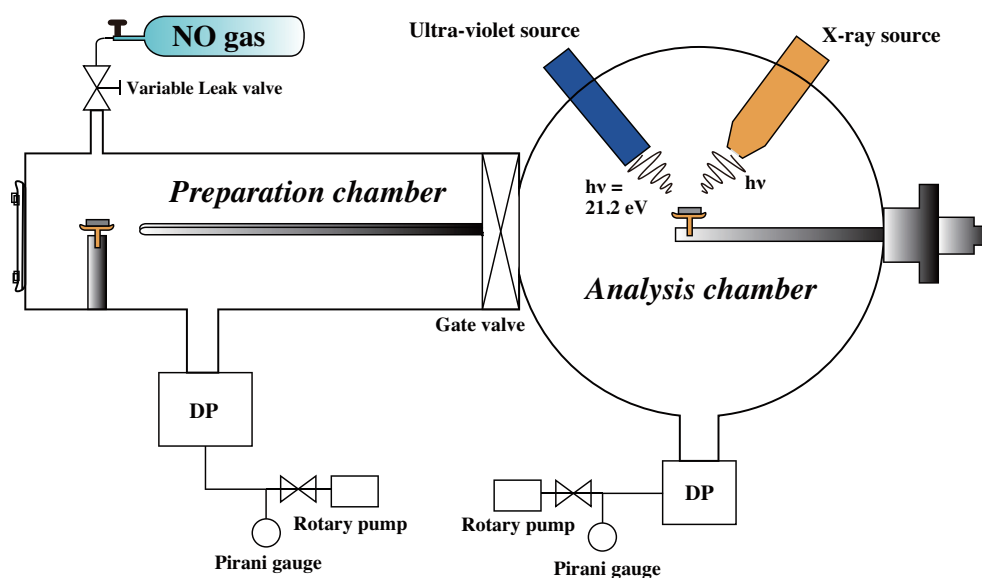 NO gas
Variable Leak valve
Ultra-violet source
X-ray source
Preparation chamber
hν =
21.2 eV
hν
Analysis chamber
Gate valve
DP
Rotary pump
Pirani gauge
DP
Rotary pump
Pirani gauge